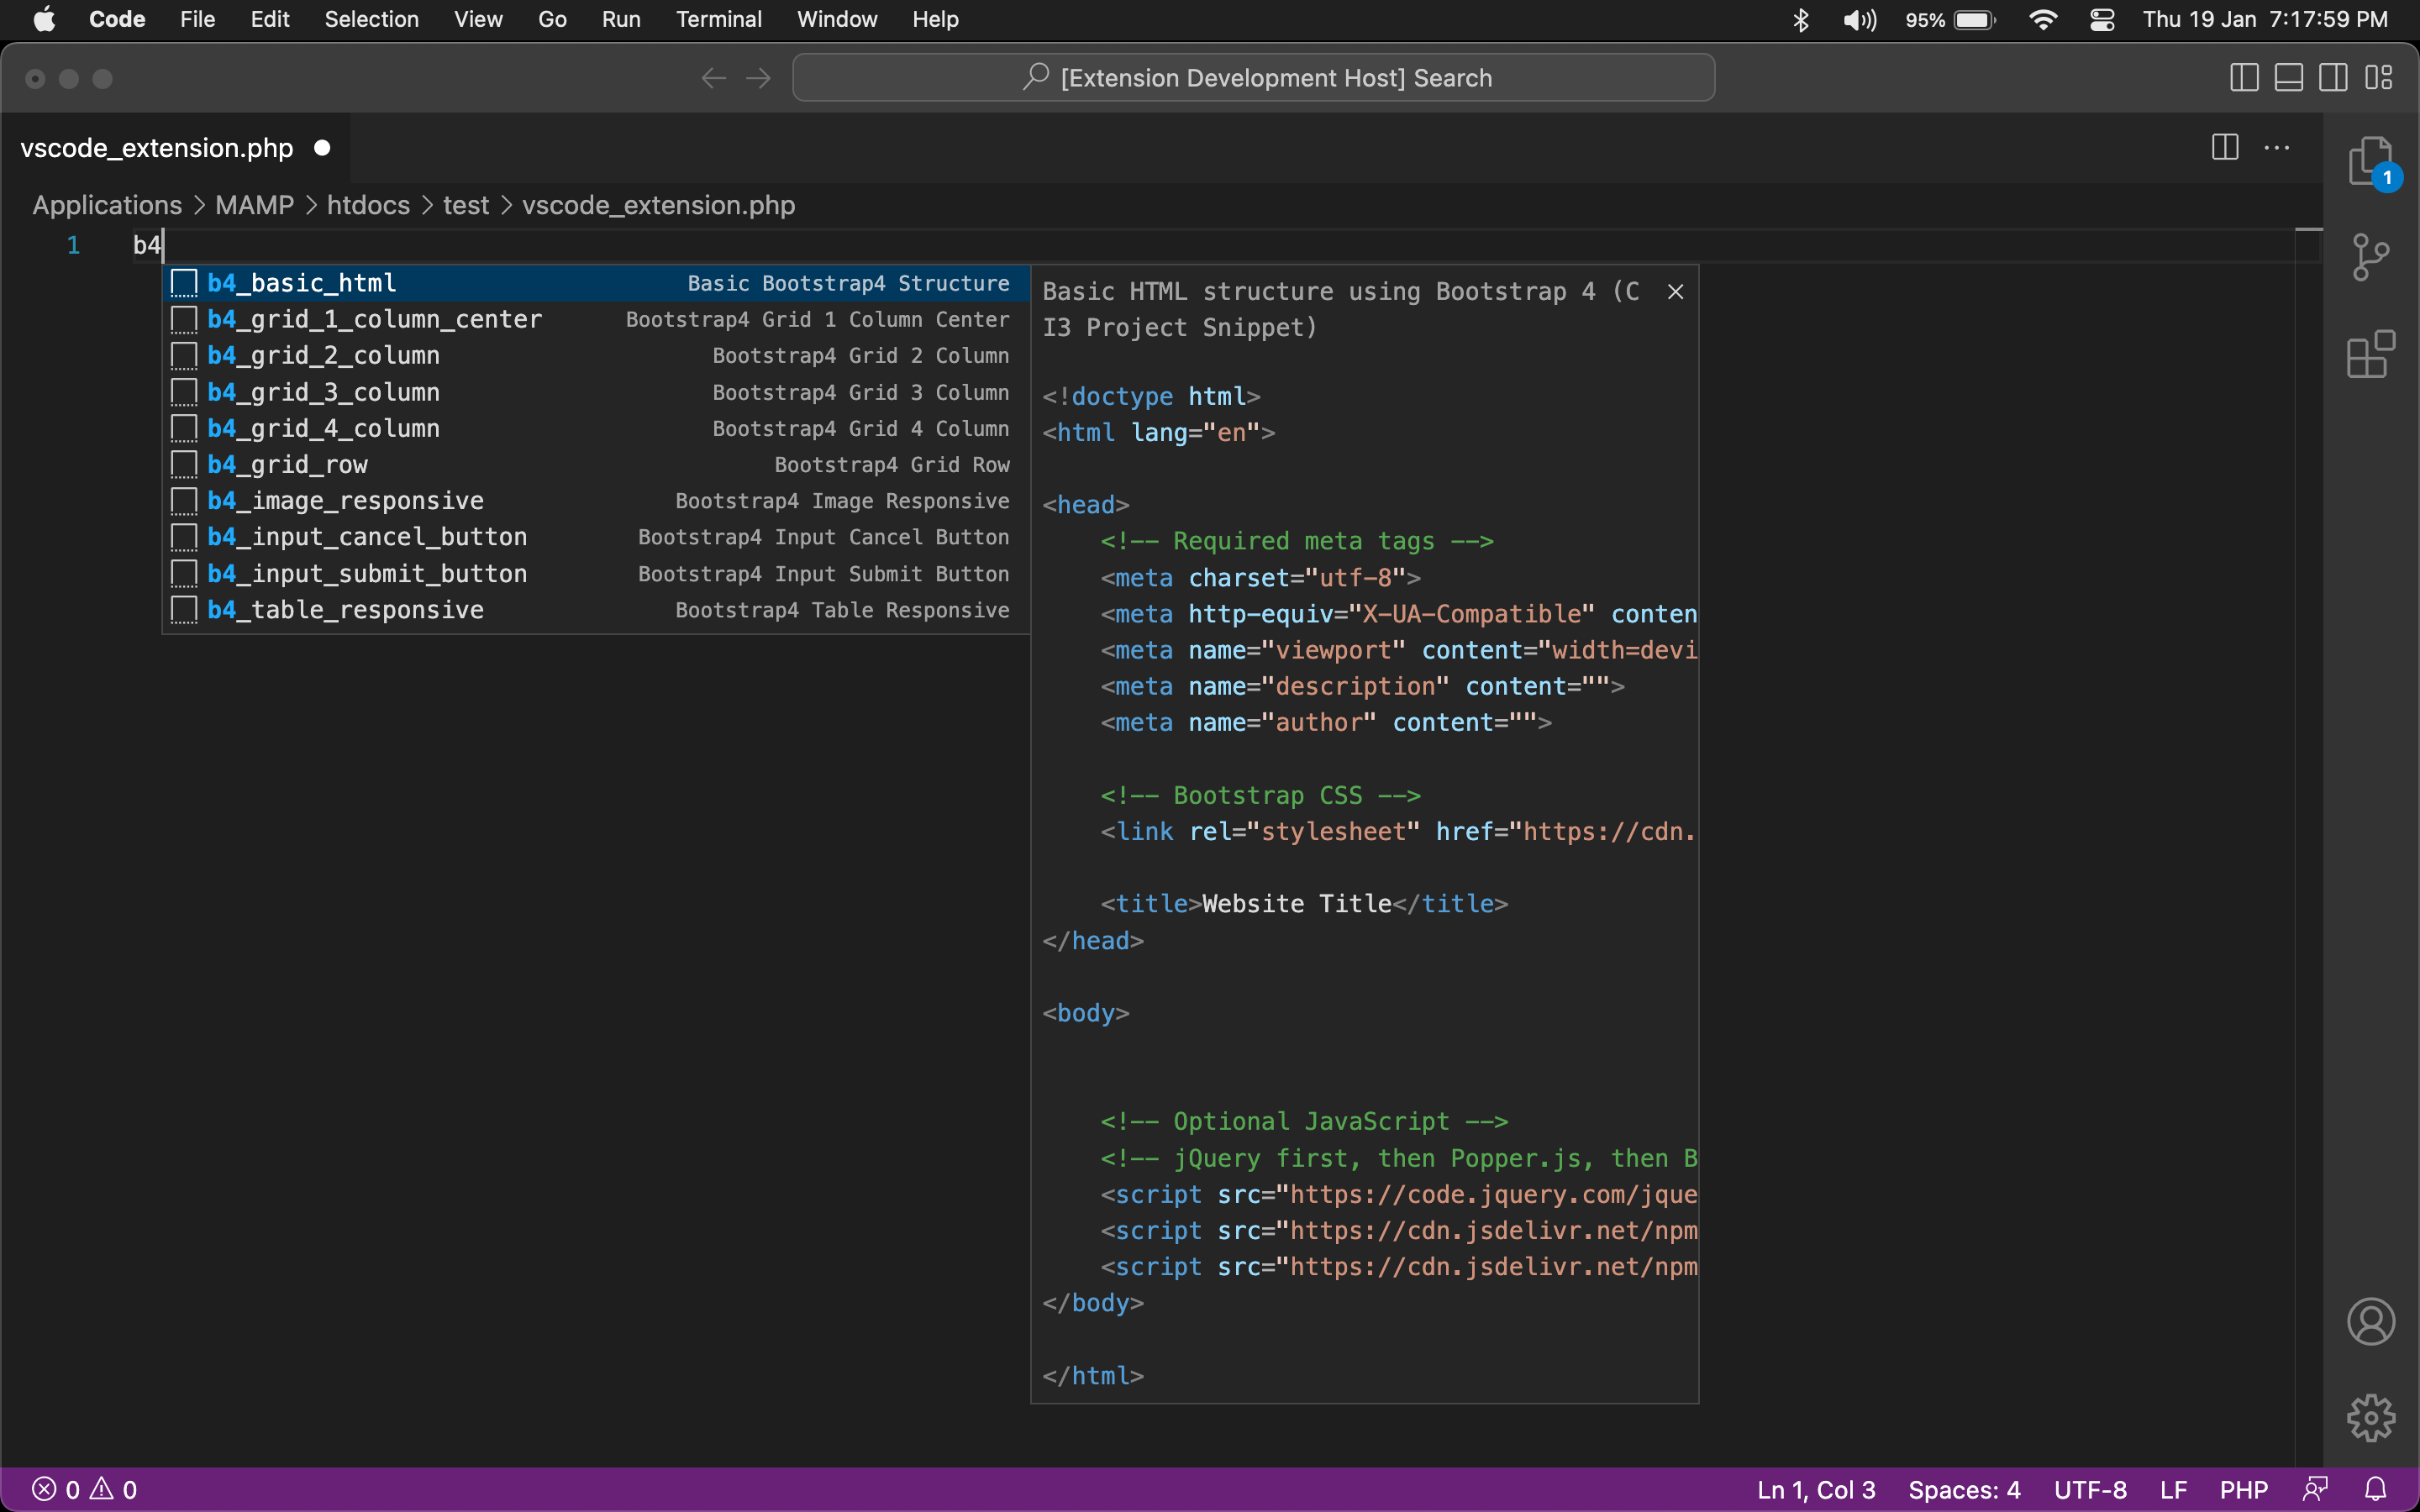 Code File Edit Selection View Go Run Terminal Window Help 95% Thu 19 Jan 7:17:59 PM
[Extension Development Host] Search
vscode_extension.php
1
Applications > MAMP > htdocs > test > vscode_extension.php
1 b4
b4_basic_html Basic Bootstrap4 Structure
b4_grid_1_column_center Bootstrap4 Grid 1 Column Center
b4_grid_2_column Bootstrap4 Grid 2 Column
b4_grid_3_column Bootstrap4 Grid 3 Column
b4_grid_4_column Bootstrap4 Grid 4 Column
b4_grid_row Bootstrap4 Grid Row
b4_image_responsive Bootstrap4 Image Responsive
b4_input_cancel_button Bootstrap4 Input Cancel Button
b4_input_submit_button Bootstrap4 Input Submit Button
b4_table_responsive Bootstrap4 Table Responsive
Basic HTML structure using Bootstrap 4 (C
I3 Project Snippet)
<!doctype html>
<html lang="en">
<head>
<!-- Required meta tags -->
<meta charset="utf-8">
<meta http-equiv="X-UA-Compatible" conten
<meta name="viewport" content="width=devi
<meta name="description" content="">
<meta name="author" content="">
<!-- Bootstrap CSS -->
<link rel="stylesheet" href="https://cdn.
<title>Website Title</title>
</head>
<body>
<!-- Optional JavaScript -->
<!-- jQuery first, then Popper.js, then B
<script src="https://code.jquery.com/jque
<script src="https://cdn.jsdelivr.net/npm
<script src="https://cdn.jsdelivr.net/npm
</body>
</html>
0 0 Ln 1, Col 3 Spaces: 4 UTF-8 LF PHP